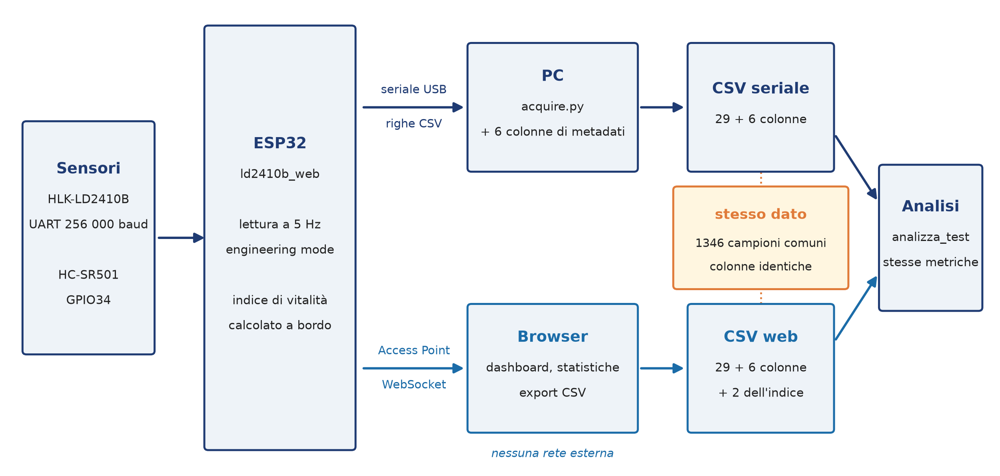 Sensori
HLK-LD2410B
UART 256 000 baud
HC-SR501
GPIO34
ESP32
ld2410b_web
lettura a 5 Hz
engineering mode
indice di vitalità
calcolato a bordo
seriale USB
righe CSV
PC
acquire.py
+ 6 colonne di metadati
CSV seriale
29 + 6 colonne
stesso dato
1346 campioni comuni
colonne identiche
Access Point
WebSocket
Browser
dashboard, statistiche
export CSV
nessuna rete esterna
CSV web
29 + 6 colonne
+ 2 dell'indice
Analisi
analizza_test
stesse metriche